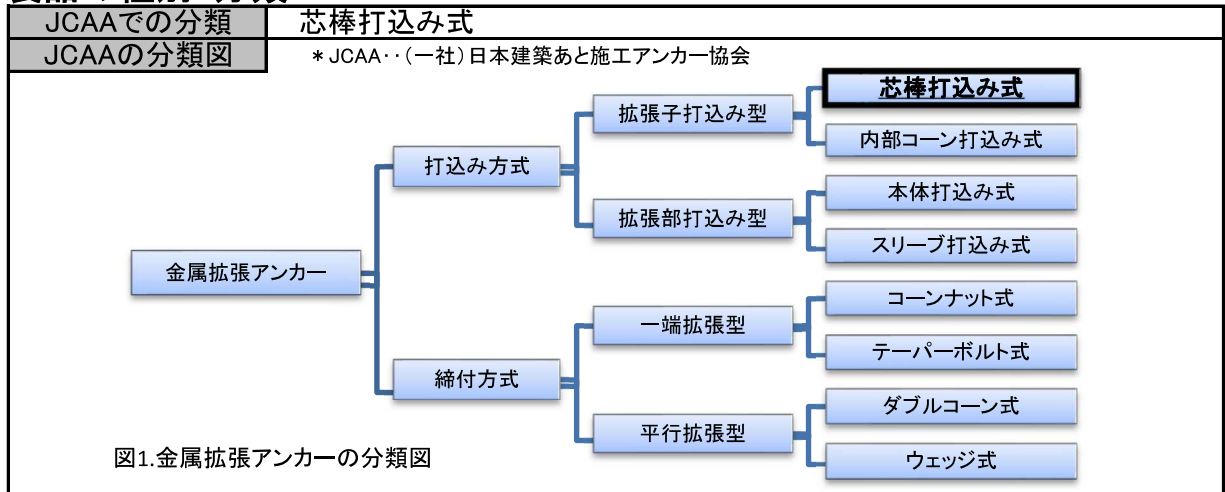 JCAAでの分類 芯棒打込み式
JCAAの分類図 *JCAA‥(一社)日本建築あと施工アンカー協会
芯棒打込み式
拡張子打込み型
内部コーン打込み式
打込み方式
本体打込み式
拡張部打込み型
スリーブ打込み式
金属拡張アンカー
コーンナット式
一端拡張型
テーパーボルト式
締付方式
ダブルコーン式
平行拡張型
ウェッジ式
図1.金属拡張アンカーの分類図